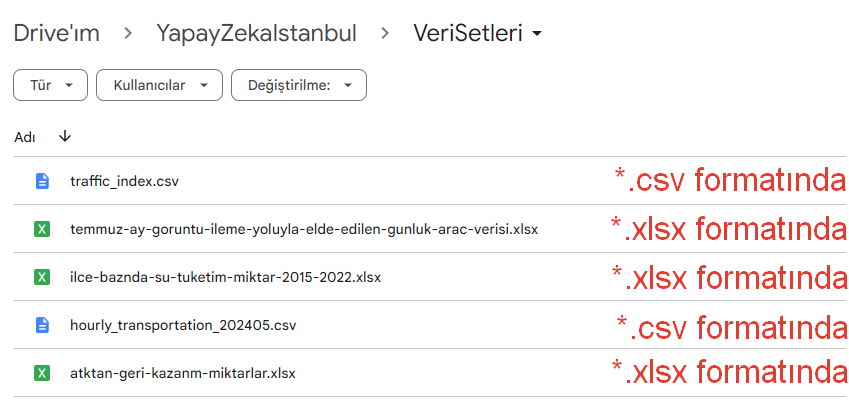 Drive'ım > YapayZekaIstanbul > VeriSetleri
Tür Kullanıcılar Değiştirilme:
Adı
traffic_index.csv *.csv formatında
temmuz-ay-goruntu-ileme-yoluyla-elde-edilen-gunluk-arac-verisi.xlsx *.xlsx formatında
ilce-baznda-su-tuketim-miktar-2015-2022.xlsx *.xlsx formatında
hourly_transportation_202405.csv *.csv formatında
atktan-geri-kazanm-miktarlar.xlsx *.xlsx formatında